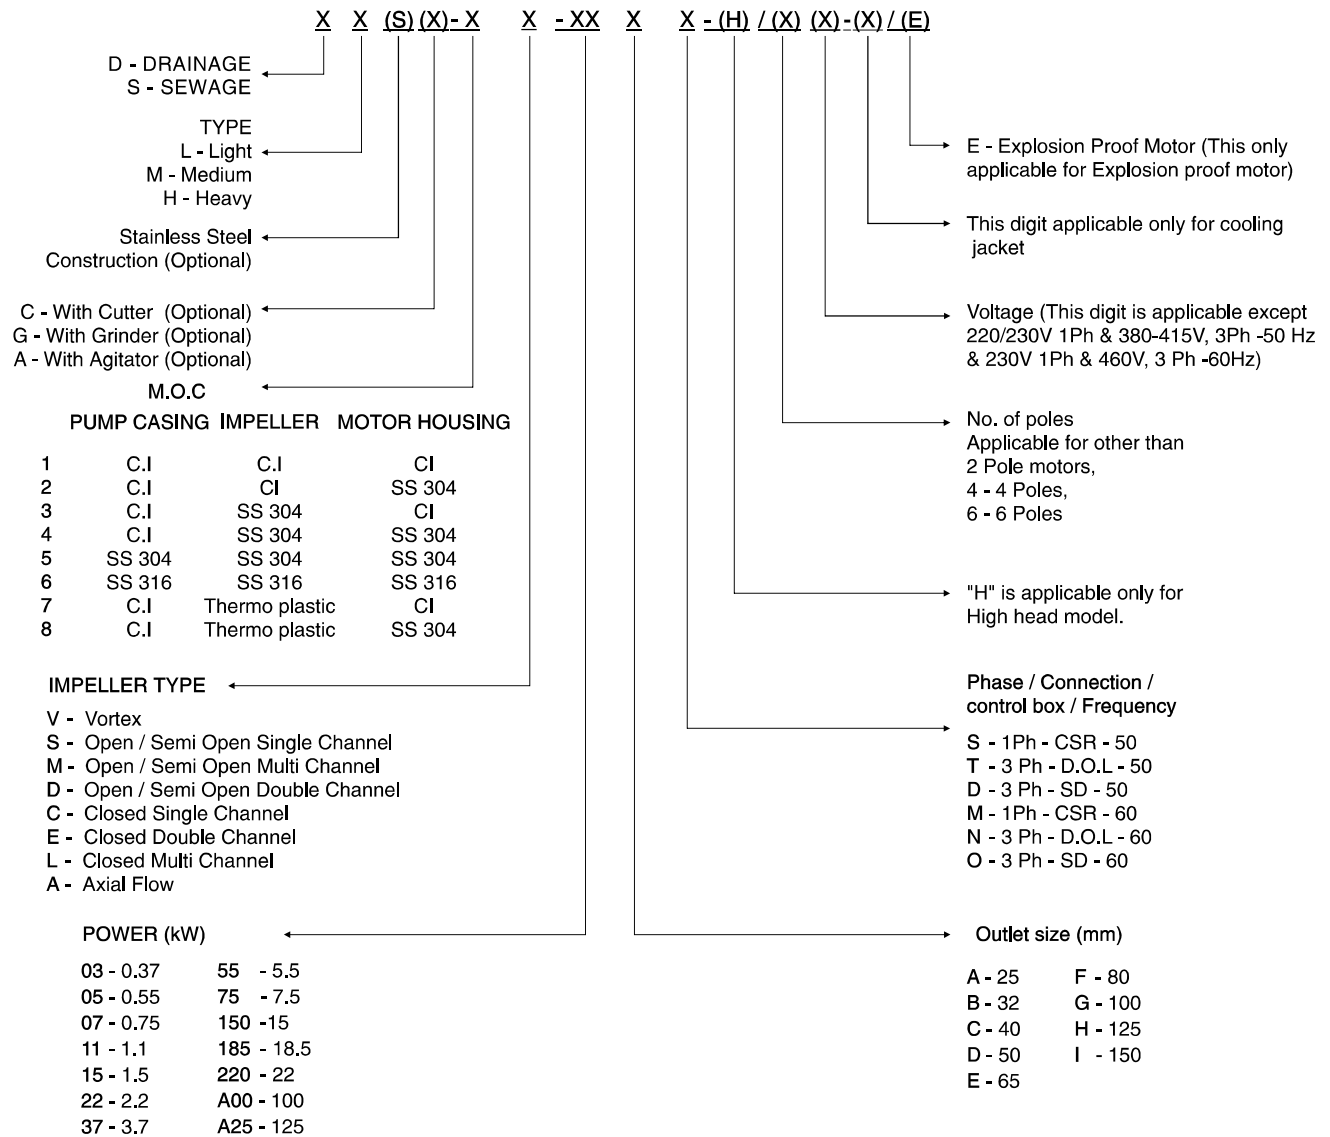 X X (S) (X) - X X - XX X X - (H) / (X) (X) - (X) / (E)
D - DRAINAGE
S - SEWAGE
TYPE
L - Light
M - Medium
H - Heavy
Stainless Steel
Construction (Optional)
C - With Cutter (Optional)
G - With Grinder (Optional)
A - With Agitator (Optional)
M.O.C
PUMP CASING IMPELLER MOTOR HOUSING
1 C.I C.I CI
2 C.I CI SS 304
3 C.I SS 304 CI
4 C.I SS 304 SS 304
5 SS 304 SS 304 SS 304
6 SS 316 SS 316 SS 316
7 C.I Thermo plastic CI
8 C.I Thermo plastic SS 304
IMPELLER TYPE
V - Vortex
S - Open / Semi Open Single Channel
M - Open / Semi Open Multi Channel
D - Open / Semi Open Double Channel
C - Closed Single Channel
E - Closed Double Channel
L - Closed Multi Channel
A - Axial Flow
POWER (kW)
03 - 0.37 55 - 5.5
05 - 0.55 75 - 7.5
07 - 0.75 150 -15
11 - 1.1 185 - 18.5
15 - 1.5 220 - 22
22 - 2.2 A00 - 100
37 - 3.7 A25 - 125
E - Explosion Proof Motor (This only
applicable for Explosion proof motor)
This digit applicable only for cooling
jacket
Voltage (This digit is applicable except
220/230V 1Ph & 380-415V, 3Ph -50 Hz
& 230V 1Ph & 460V, 3 Ph -60Hz)
No. of poles
Applicable for other than
2 Pole motors,
4 - 4 Poles,
6 - 6 Poles
"H" is applicable only for
High head model.
Phase / Connection /
control box / Frequency
S - 1Ph - CSR - 50
T - 3 Ph - D.O.L - 50
D - 3 Ph - SD - 50
M - 1Ph - CSR - 60
N - 3 Ph - D.O.L - 60
O - 3 Ph - SD - 60
Outlet size (mm)
A - 25 F - 80
B - 32 G - 100
C - 40 H - 125
D - 50 I - 150
E - 65